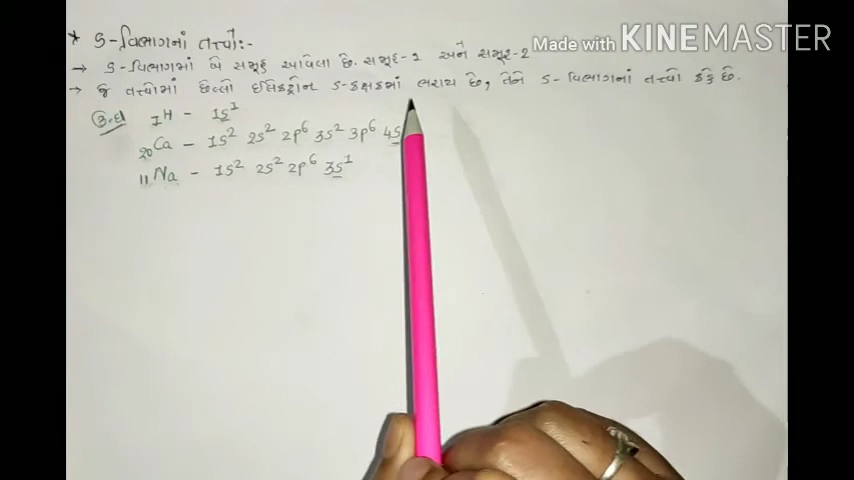 Made with KINEMASTER
* S-વિભાગનાં તત્ત્વો:-
→ S-વિભાગમાં બે સમૂહ આવેલા છે. સમૂહ-1 અને સમૂહ-2
→ જે તત્ત્વોમાં છેલ્લો ઈલેકટ્રોન S-કક્ષકમાં ભરાય છે, તેને S-વિભાગનાં તત્ત્વો કહે છે.
ઉ.દા 1H - 1S1
20Ca - 1S2 2S2 2p6 3S2 3p6 4S
11Na - 1S2 2S2 2p6 3S1